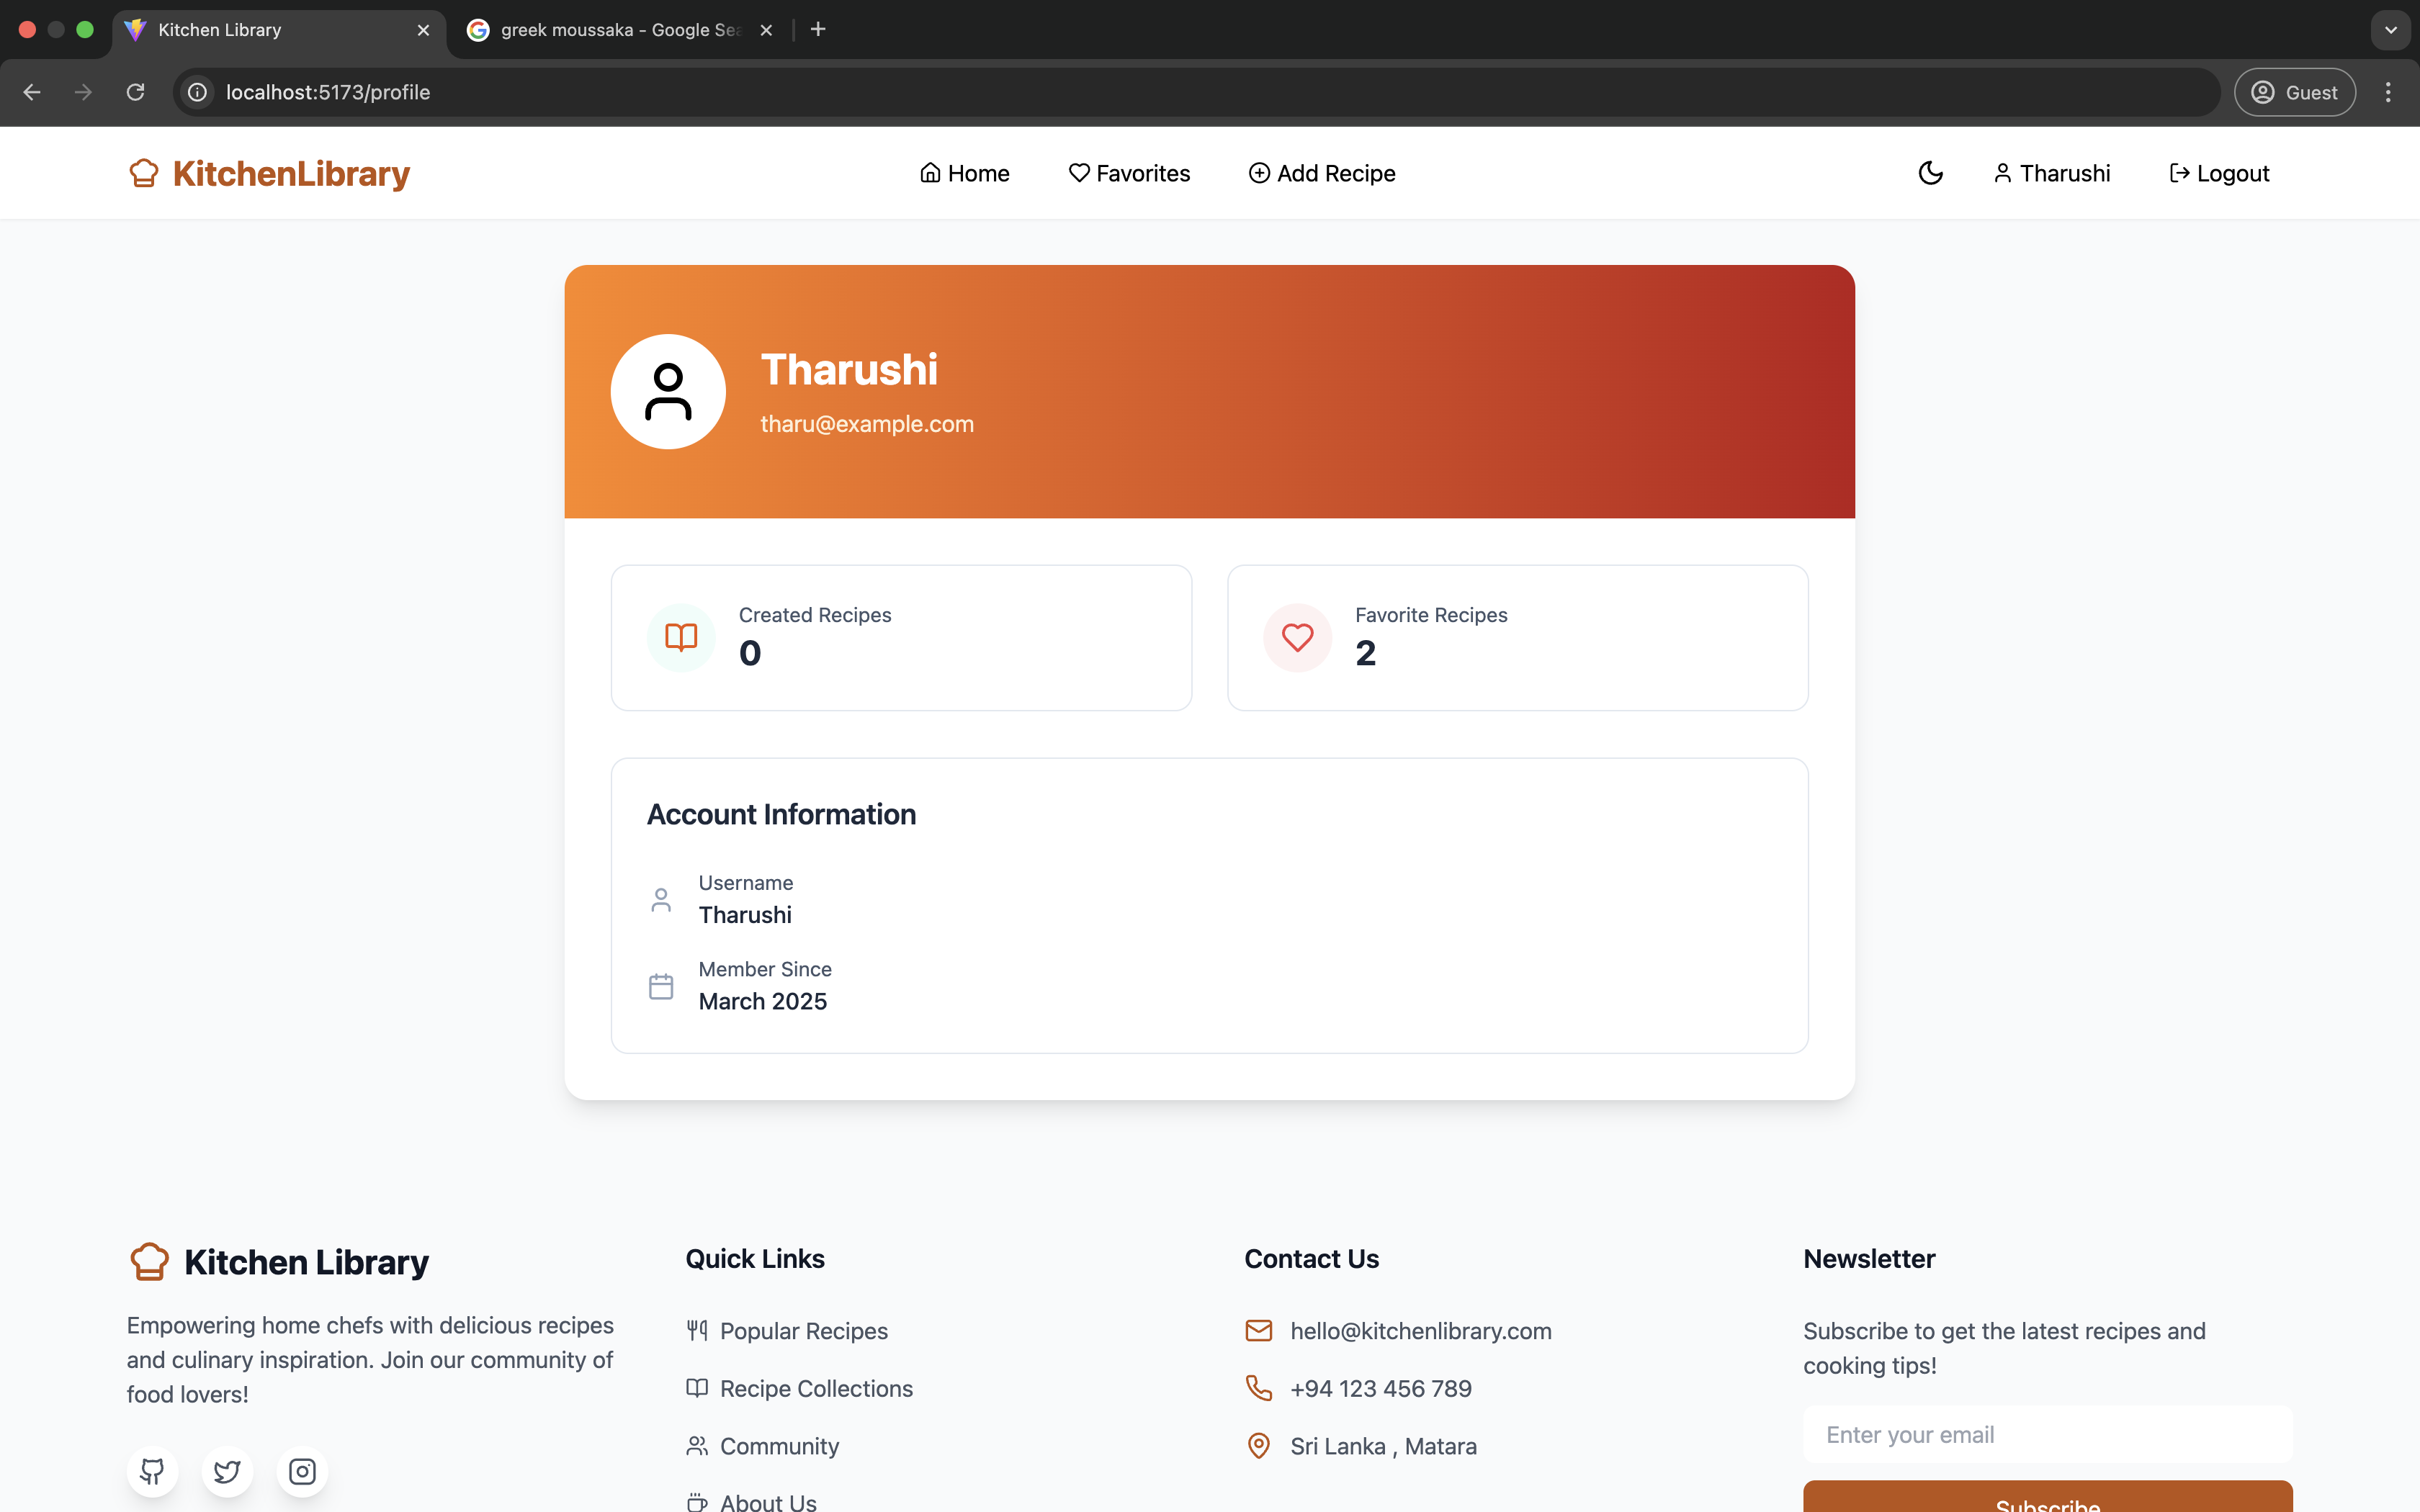 Kitchen Library
greek moussaka - Google Sea
localhost:5173/profile
Guest
KitchenLibrary
Home
Favorites
Add Recipe
Tharushi
Logout
Tharushi
tharu@example.com
Created Recipes
0
Favorite Recipes
2
Account Information
Username
Tharushi
Member Since
March 2025
Kitchen Library
Empowering home chefs with delicious recipes
and culinary inspiration. Join our community of
food lovers!
Quick Links
Popular Recipes
Recipe Collections
Community
About Us
Contact Us
hello@kitchenlibrary.com
+94 123 456 789
Sri Lanka , Matara
Newsletter
Subscribe to get the latest recipes and
cooking tips!
Enter your email
Subscribe